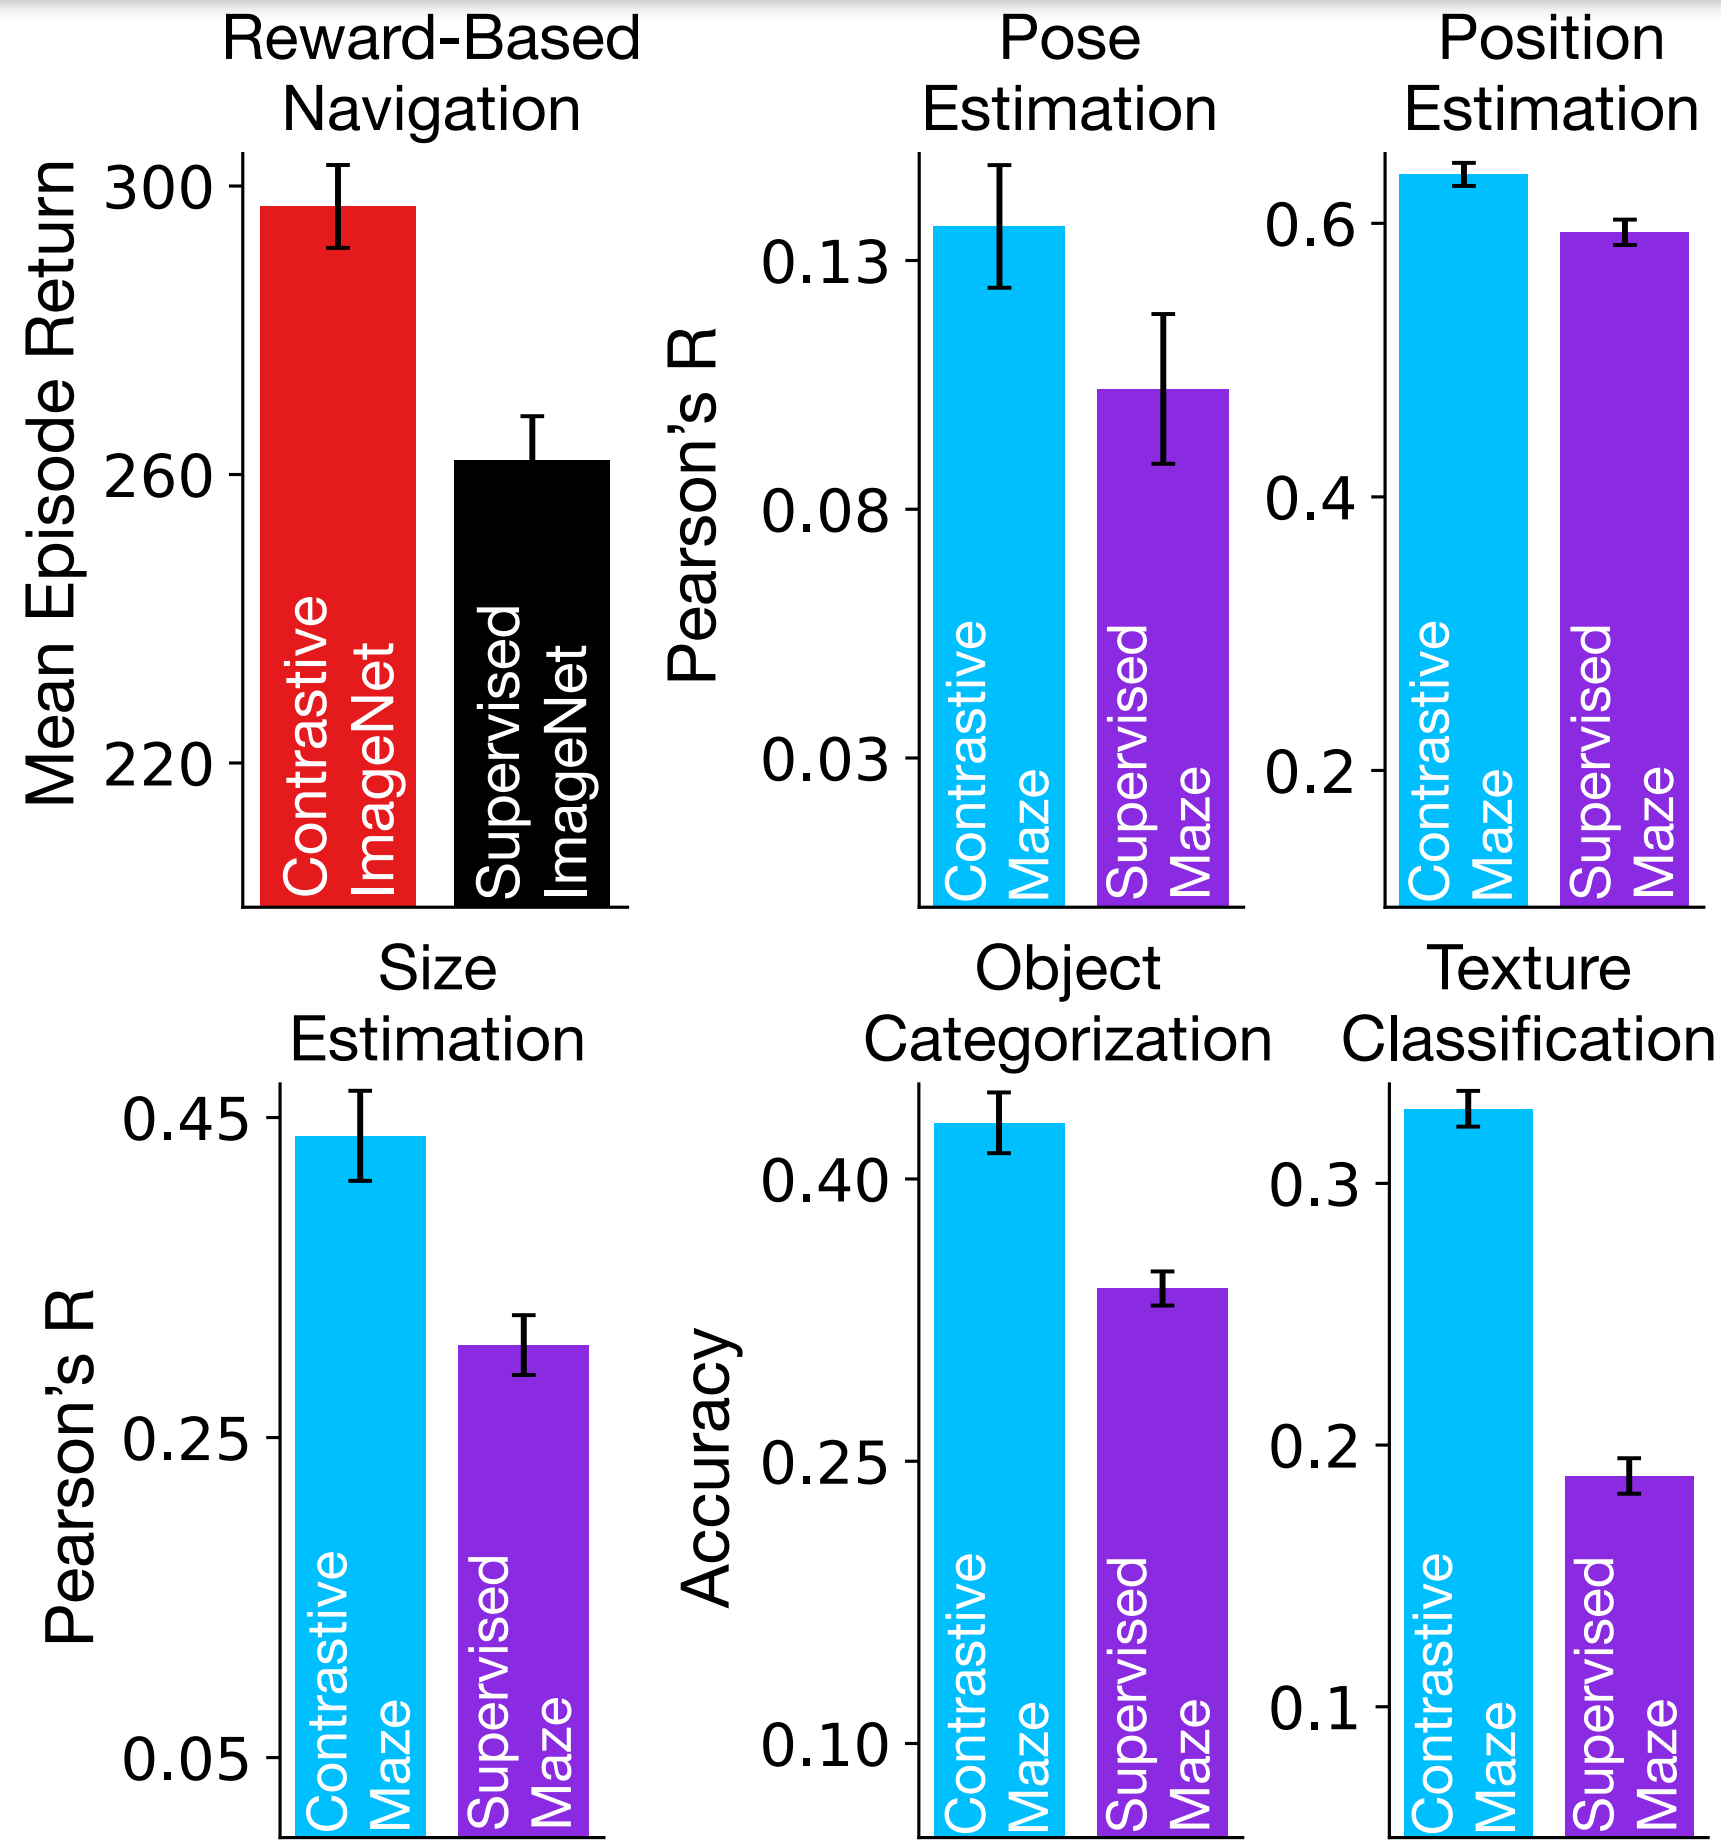 Reward-Based
Navigation
Mean Episode Return
300
260
220
Contrastive
ImageNet
Supervised
ImageNet
Pose
Estimation
Pearson's R
0.13
0.08
0.03
Contrastive
Maze
Supervised
Maze
Position
Estimation
0.6
0.4
0.2
Contrastive
Maze
Supervised
Maze
Size
Estimation
Pearson's R
0.45
0.25
0.05
Contrastive
Maze
Supervised
Maze
Object
Categorization
Accuracy
0.40
0.25
0.10
Contrastive
Maze
Supervised
Maze
Texture
Classification
0.3
0.2
0.1
Contrastive
Maze
Supervised
Maze